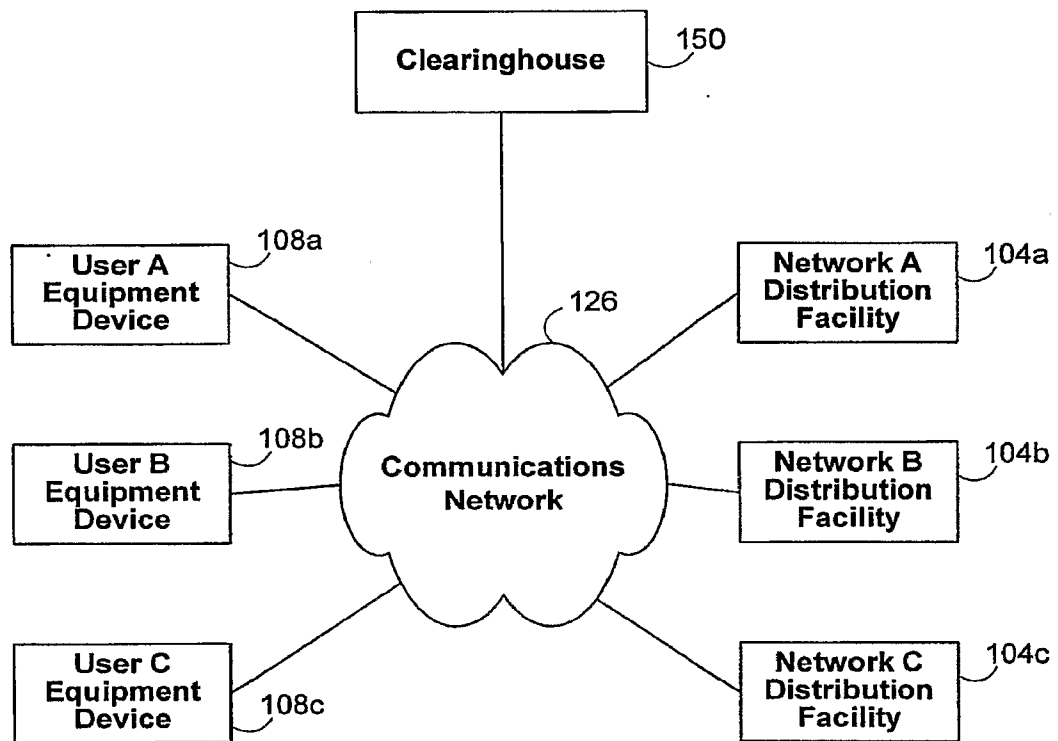 Clearinghouse
150
User A
Equipment
Device
108a
Network A
Distribution
Facility
104a
126
User B
Equipment
Device
108b
Communications
Network
Network B
Distribution
Facility
104b
User C
Equipment
Device
108c
Network C
Distribution
Facility
104c